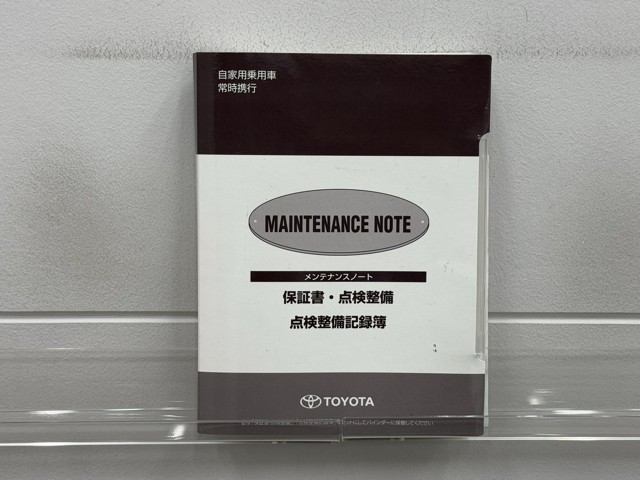 自家用乗用車
常時携行
MAINTENANCE NOTE
メンテナンスノート
保証書・点検整備
点検整備記録簿
TOYOTA